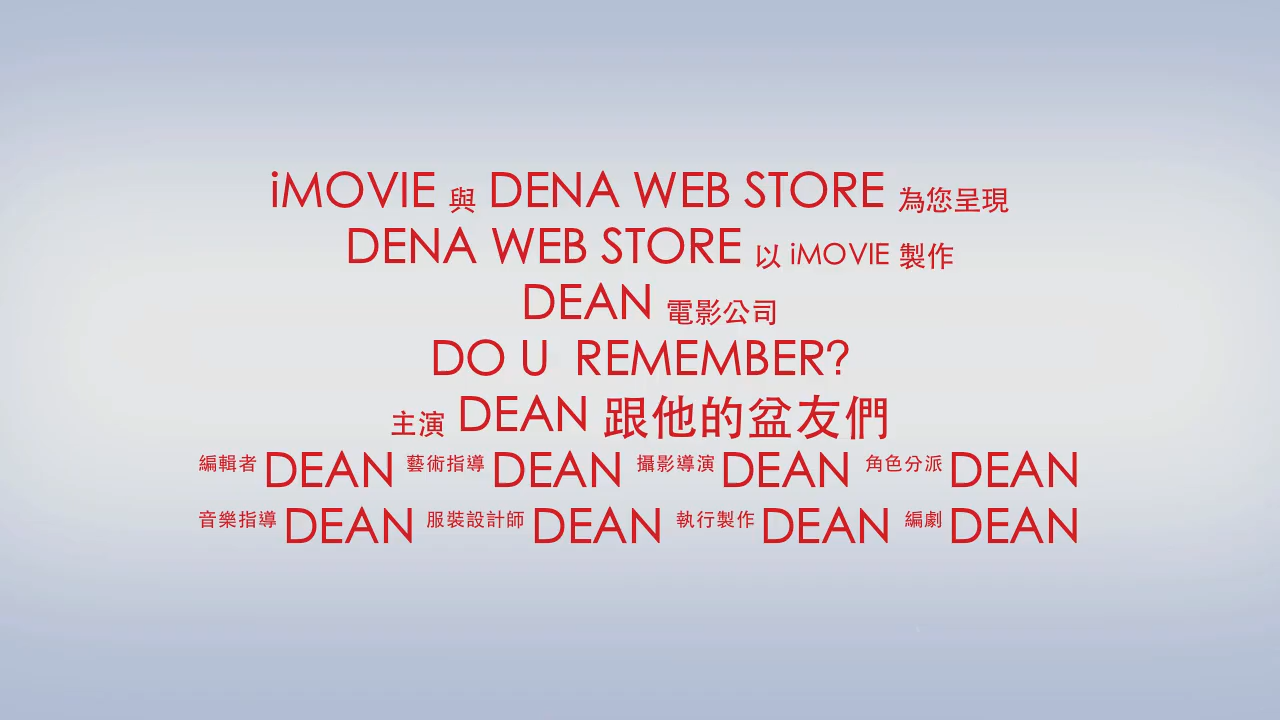 iMOVIE 與 DENA WEB STORE 為您呈現
DENA WEB STORE 以 iMOVIE 製作
DEAN 電影公司
DO U REMEMBER?
主演 DEAN 跟他的盆友們
編輯者 DEAN 藝術指導 DEAN 攝影導演 DEAN 角色分派 DEAN
音樂指導 DEAN 服裝設計師 DEAN 執行製作 DEAN 編劇 DEAN